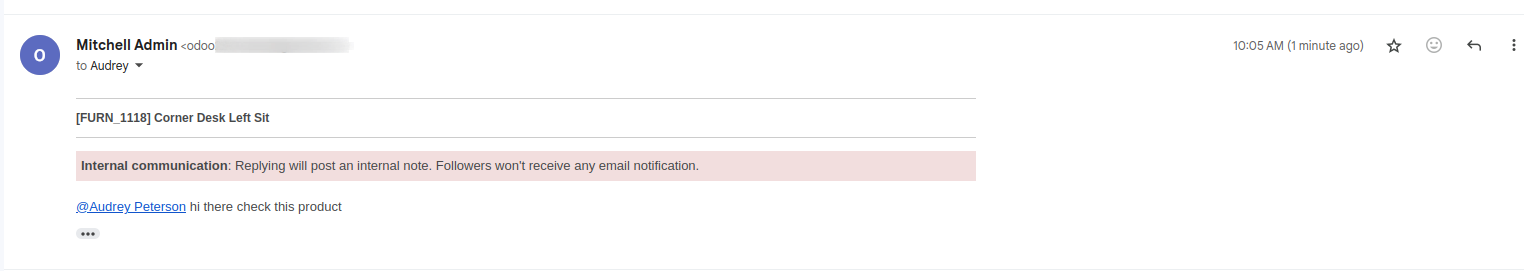 O
Mitchell Admin <odoo
10:05 AM (1 minute ago)
to Audrey
[FURN_1118] Corner Desk Left Sit
Internal communication: Replying will post an internal note. Followers won't receive any email notification.
@Audrey Peterson hi there check this product